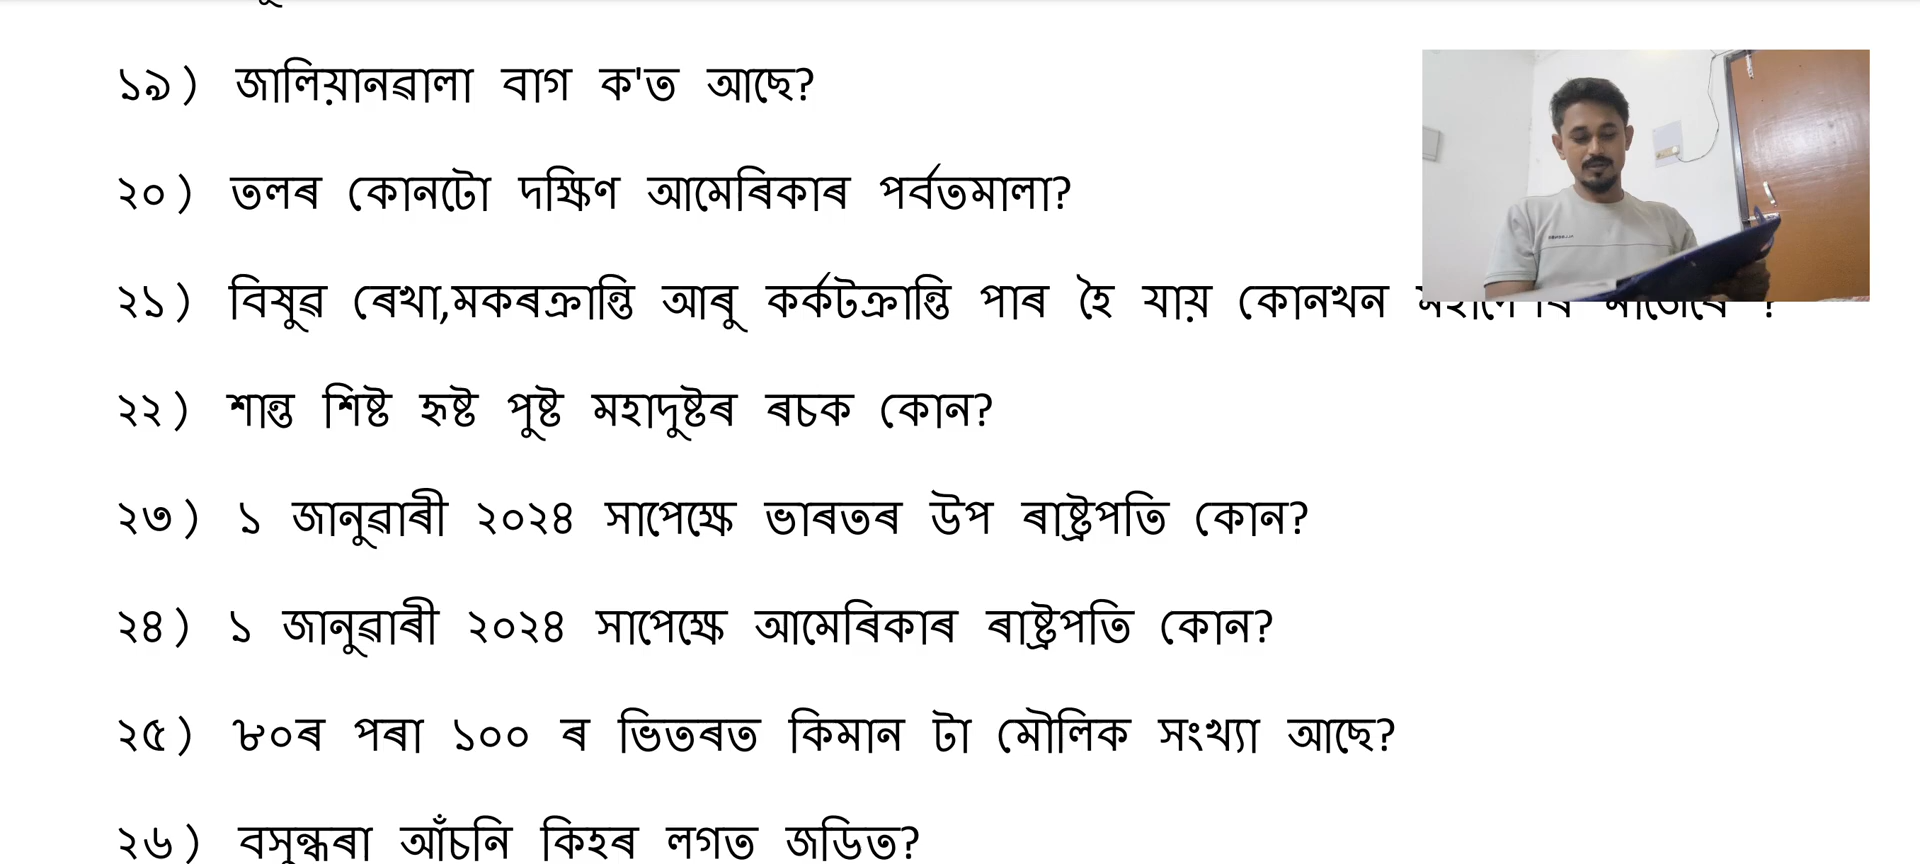 ১৯) জালিয়ানৱালা বাগ ক'ত আছে?
২০) তলৰ কোনটো দক্ষিণ আমেৰিকাৰ পৰ্বতমালা?
২১) বিষুৱ ৰেখা,মকৰক্ৰান্তি আৰু কৰ্কটক্ৰান্তি পাৰ হৈ যায় কোনখন
২২) শান্ত শিষ্ট হৃষ্ট পুষ্ট মহাদুষ্টৰ ৰচক কোন?
২৩) ১ জানুৱাৰী ২০২৪ সাপেক্ষে ভাৰতৰ উপ ৰাষ্ট্ৰপতি কোন?
২৪) ১ জানুৱাৰী ২০২৪ সাপেক্ষে আমেৰিকাৰ ৰাষ্ট্ৰপতি কোন?
২৫) ৮০ৰ পৰা ১০০ ৰ ভিতৰত কিমান টা মৌলিক সংখ্যা আছে?
২৬) বসুন্ধৰা আঁচনি কিহৰ লগত জডিত?